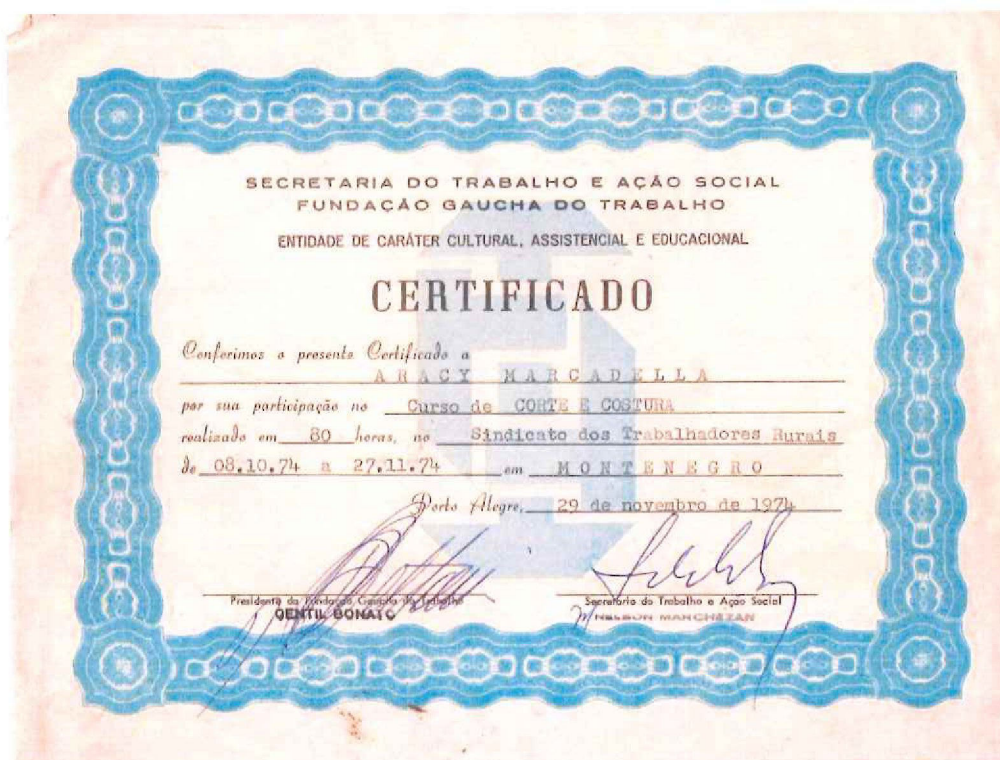 SECRETARIA DO TRABALHO E AÇÃO SOCIAL
FUNDAÇÃO GAUCHA DO TRABALHO
ENTIDADE DE CARÁTER CULTURAL, ASSISTENCIAL E EDUCACIONAL
CERTIFICADO
Conferimos o presente Certificado a
ARACY MARCADELLA
por sua participação no Curso de CORTE E COSTURA
realizado em 80 horas, no Sindicato dos Trabalhadores Rurais
de 08.10.74 a 27.11.74 em MONTENEGRO
Porto Alegre, 29 de novembro de 1974
Presidente da Fundação Gaucha do Trabalho
GENTIL BONATO
Secretário do Trabalho e Ação Social
NELSON MARCHEZAN